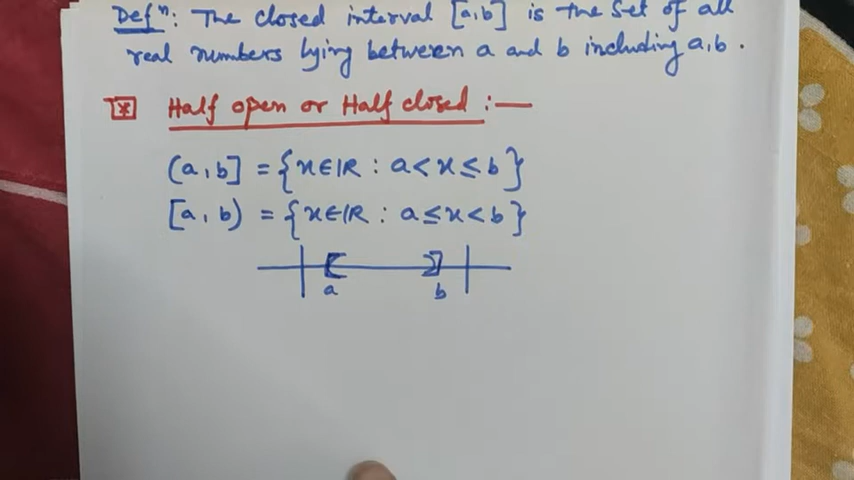 Defⁿ: The closed interval [a,b] is the set of all
real numbers lying between a and b including a,b.
* Half open or Half closed :—
(a,b] = {x∈ℝ : a<x≤b}
[a,b) = {x∈ℝ : a≤x<b}
a b